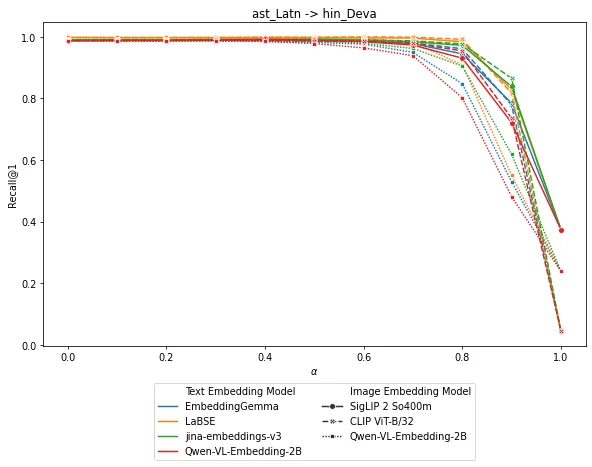 ast_Latn -> hin_Deva
Recall@1
1.0
0.8
0.6
0.4
0.2
0.0
0.0 0.2 0.4 0.6 0.8 1.0
α
Text Embedding Model
EmbeddingGemma
LaBSE
jina-embeddings-v3
Qwen-VL-Embedding-2B
Image Embedding Model
SigLIP 2 So400m
CLIP ViT-B/32
Qwen-VL-Embedding-2B